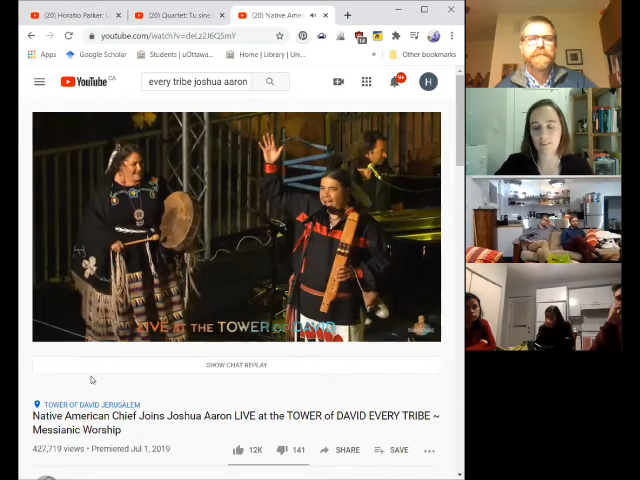 (20) Horatio Parker: L
(20) Quartet: Tu sine
(20) Native Amer
youtube.com/watch?v=deLz2J6Q5mY
14
Apps
Google Scholar
Students | uOttawa...
Home | Library | Uni...
»
Other bookmarks
YouTube CA
every tribe joshua aaron
9+
H
LIVE AT THE TOWER OF DAVID
SUBSCRIBE
SHOW CHAT REPLAY
TOWER OF DAVID JERUSALEM
Native American Chief Joins Joshua Aaron LIVE at the TOWER of DAVID EVERY TRIBE ~
Messianic Worship
427,719 views • Premiered Jul 1, 2019
12K
141
SHARE
SAVE